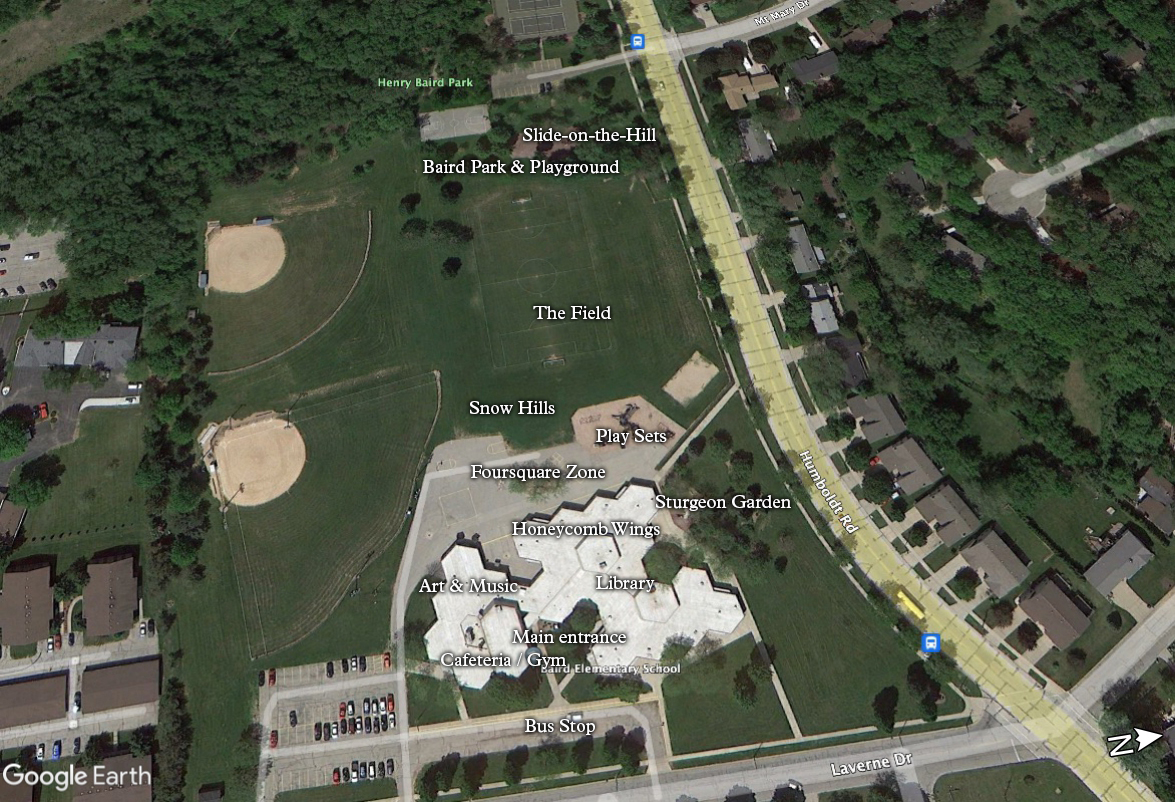 Mt Mary Dr
Henry Baird Park
Slide-on-the-Hill
Baird Park & Playground
The Field
Snow Hills
Play Sets
Foursquare Zone
Humboldt Rd
Sturgeon Garden
Honeycomb Wings
Art & Music
Library
Main entrance
Cafeteria / Gym
Baird Elementary School
Bus Stop
N
Laverne Dr
Google Earth